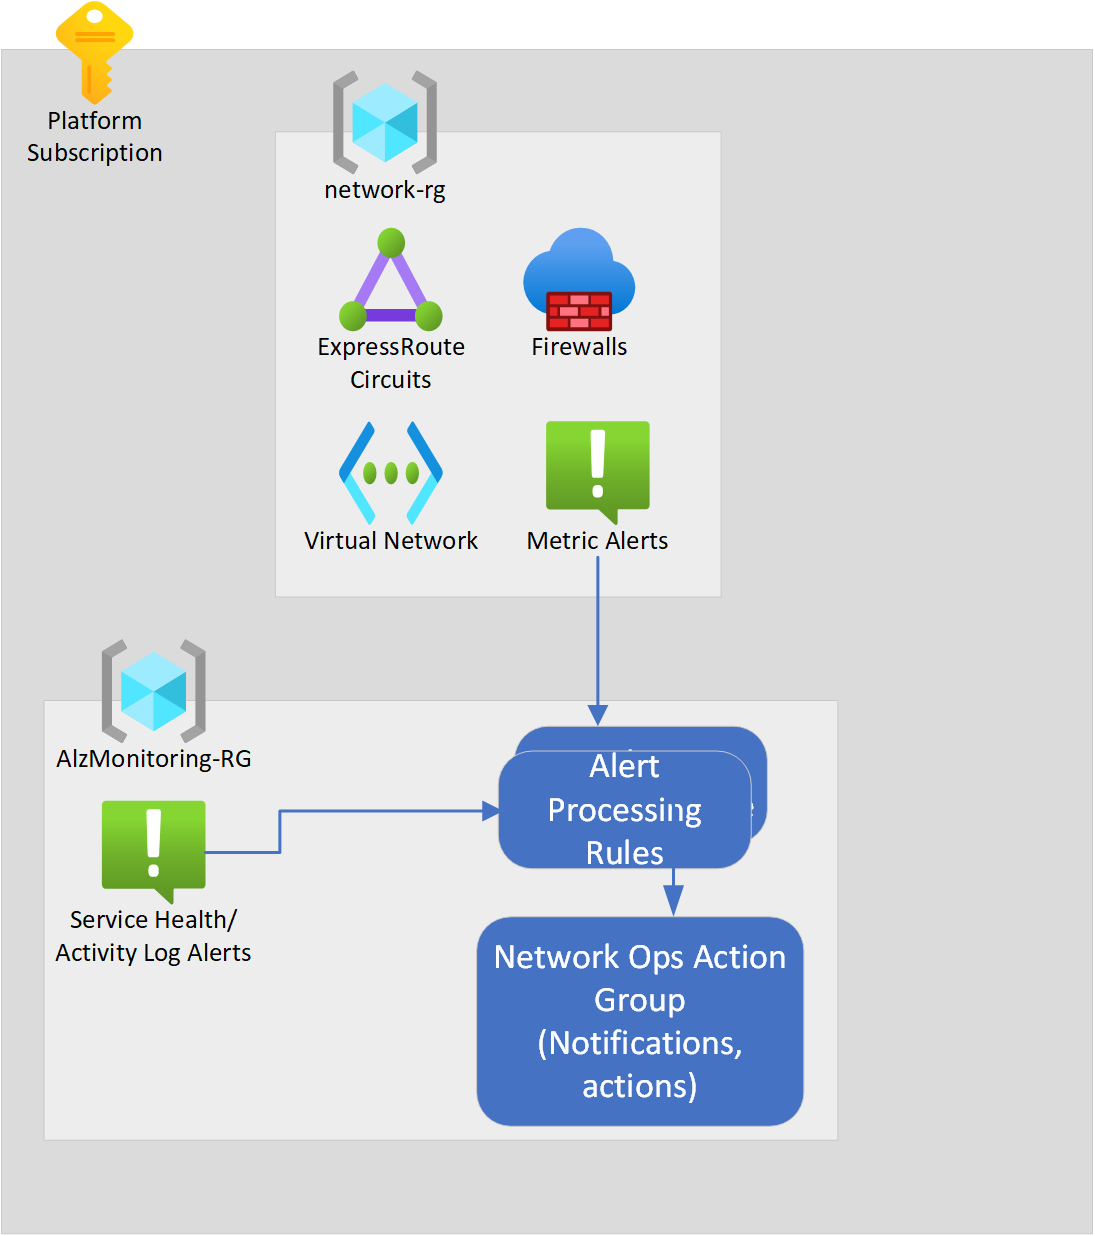 Platform
Subscription
network-rg
ExpressRoute
Circuits
Firewalls
Virtual Network
Metric Alerts
AlzMonitoring-RG
Alert
Processing
Rules
Service Health/
Activity Log Alerts
Network Ops Action
Group
(Notifications,
actions)